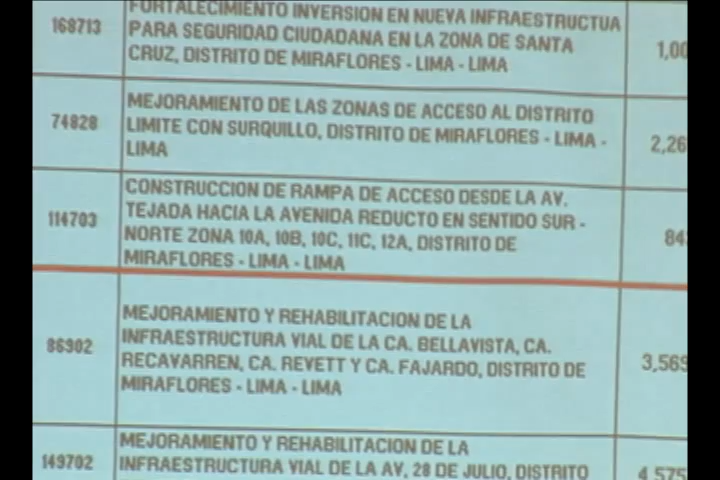 FORTALECIMIENTO INVERSION EN NUEVA INFRAESTRUCTUA
168713
PARA SEGURIDAD CIUDADANA EN LA ZONA DE SANTA
1,00
CRUZ, DISTRITO DE MIRAFLORES - LIMA - LIMA
MEJORAMIENTO DE LAS ZONAS DE ACCESO AL DISTRITO
74828
LIMITE CON SURQUILLO, DISTRITO DE MIRAFLORES - LIMA -
2,26
LIMA
CONSTRUCCION DE RAMPA DE ACCESO DESDE LA AV.
114703
TEJADA HACIA LA AVENIDA REDUCTO EN SENTIDO SUR -
NORTE ZONA 10A, 10B, 10C, 11C, 12A, DISTRITO DE
84
MIRAFLORES - LIMA - LIMA
MEJORAMIENTO Y REHABILITACION DE LA
86902
INFRAESTRUCTURA VIAL DE LA CA. BELLAVISTA, CA.
RECAVARREN, CA. REVETT Y CA. FAJARDO, DISTRITO DE
3,569
MIRAFLORES - LIMA - LIMA
MEJORAMIENTO Y REHABILITACION DE LA
149702
INFRAESTRUCTURA VIAL DE LA AV. 28 DE JULIO, DISTRITO
4,575